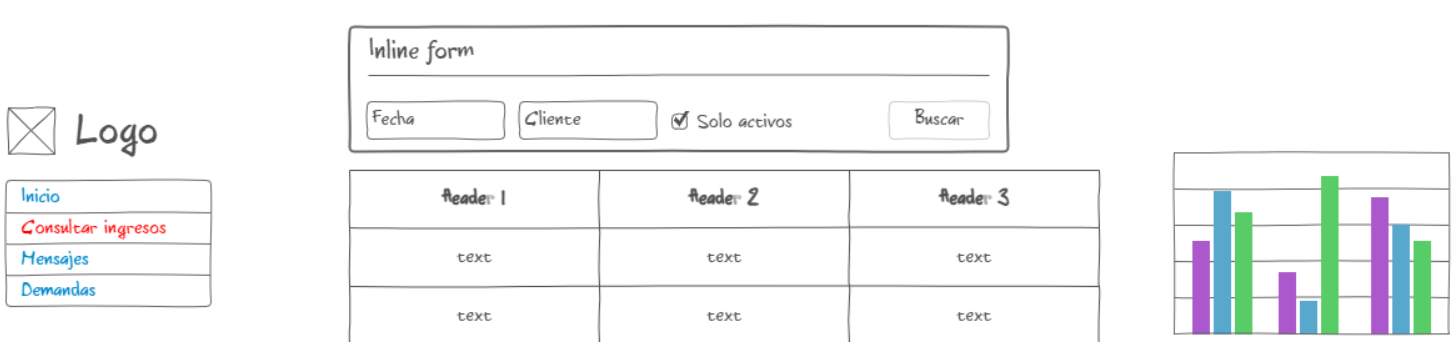 Logo
Inicio
Consultar ingresos
Mensajes
Demandas
Inline form
Fecha
Cliente
Solo activos
Buscar
Header 1 Header 2 Header 3
text text text
text text text